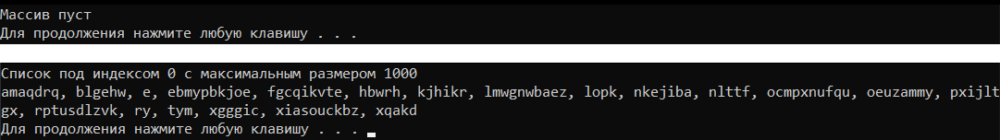 Массив пуст
Для продолжения нажмите любую клавишу . . .
Список под индексом 0 с максимальным размером 1000
amaqdrq, blgehw, e, ebmypbkjoe, fgcqikvte, hbwrh, kjhikr, lmwgnwbaez, lopk, nkejiba, nlttf, ocmpxnufqu, oeuzammy, pxijlt
gx, rptusdlzvk, ry, tym, xgggic, xiasouckbz, xqakd
Для продолжения нажмите любую клавишу . . .